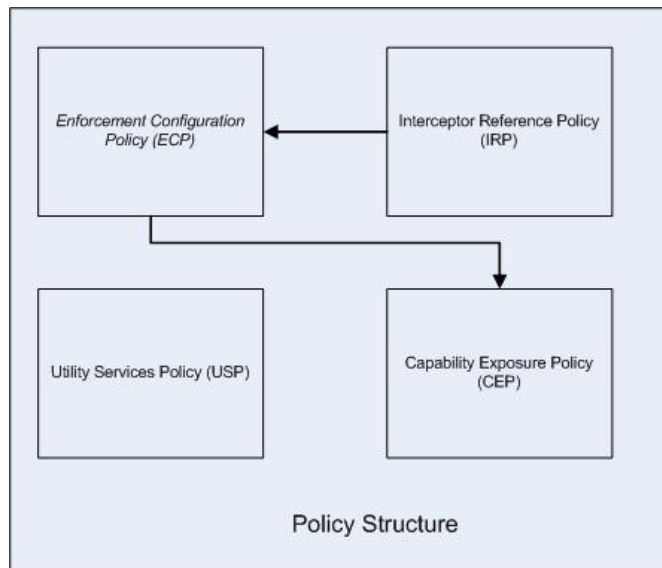 Enforcement Configuration
Policy (ECP)
Interceptor Reference Policy
(IRP)
Utility Services Policy (USP)
Capability Exposure Policy
(CEP)
Policy Structure